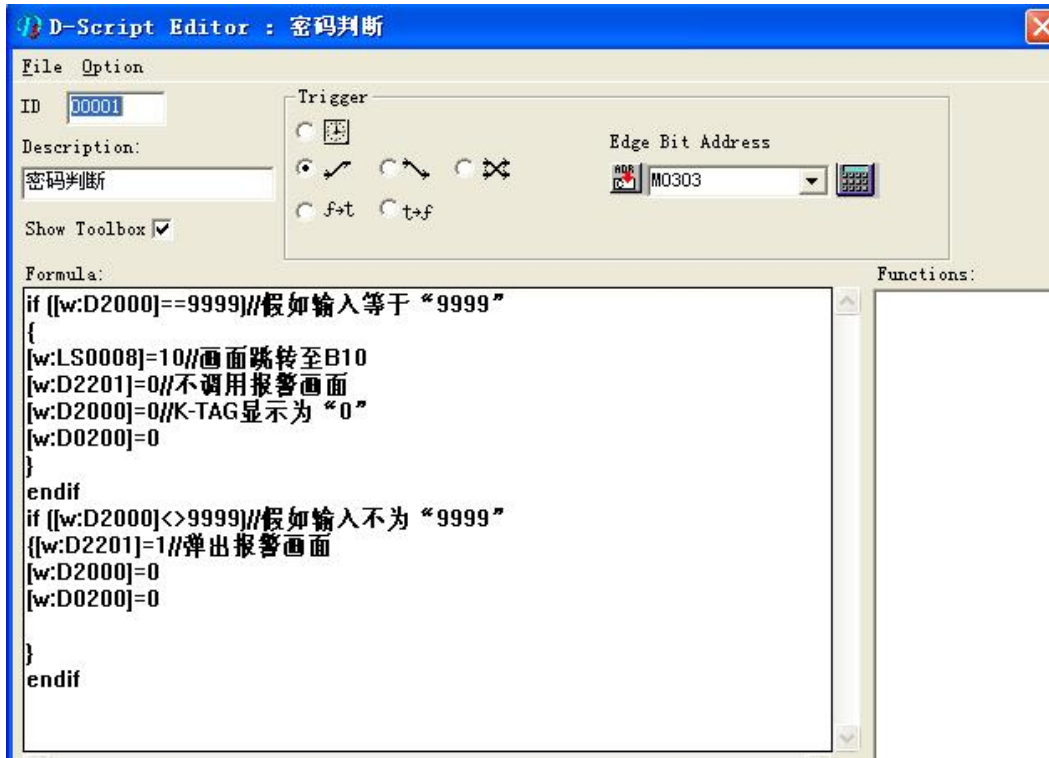 D-Script Editor : 密码判断
File Option
ID 00001
Trigger
Description:
密码判断
Edge Bit Address
M0303
f→t
t→f
Show Toolbox
Formula:
Functions:
if ([w:D2000]==9999)//假如输入等于“9999”
{
[w:LS0008]=10//画面跳转至B10
[w:D2201]=0//不调用报警画面
[w:D2000]=0//K-TAG显示为“0”
[w:D0200]=0
}
endif
if ([w:D2000]<>9999)//假如输入不为“9999”
{[w:D2201]=1//弹出报警画面
[w:D2000]=0
[w:D0200]=0
}
endif